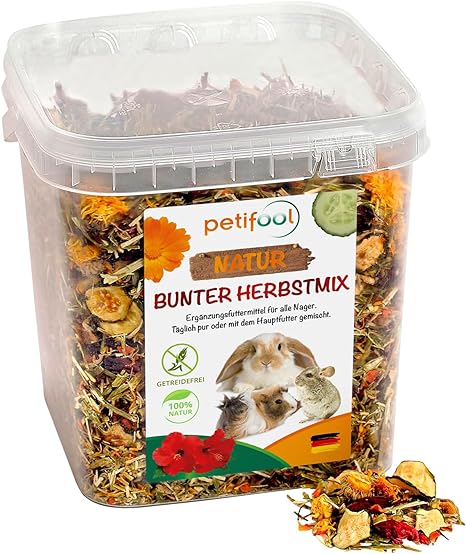 petifool
NATUR
BUNTER HERBSTMIX
Ergänzungsfuttermittel für alle Nager.
Täglich pur oder mit dem Hauptfutter gemischt.
GETREIDEFREI
100%
NATUR